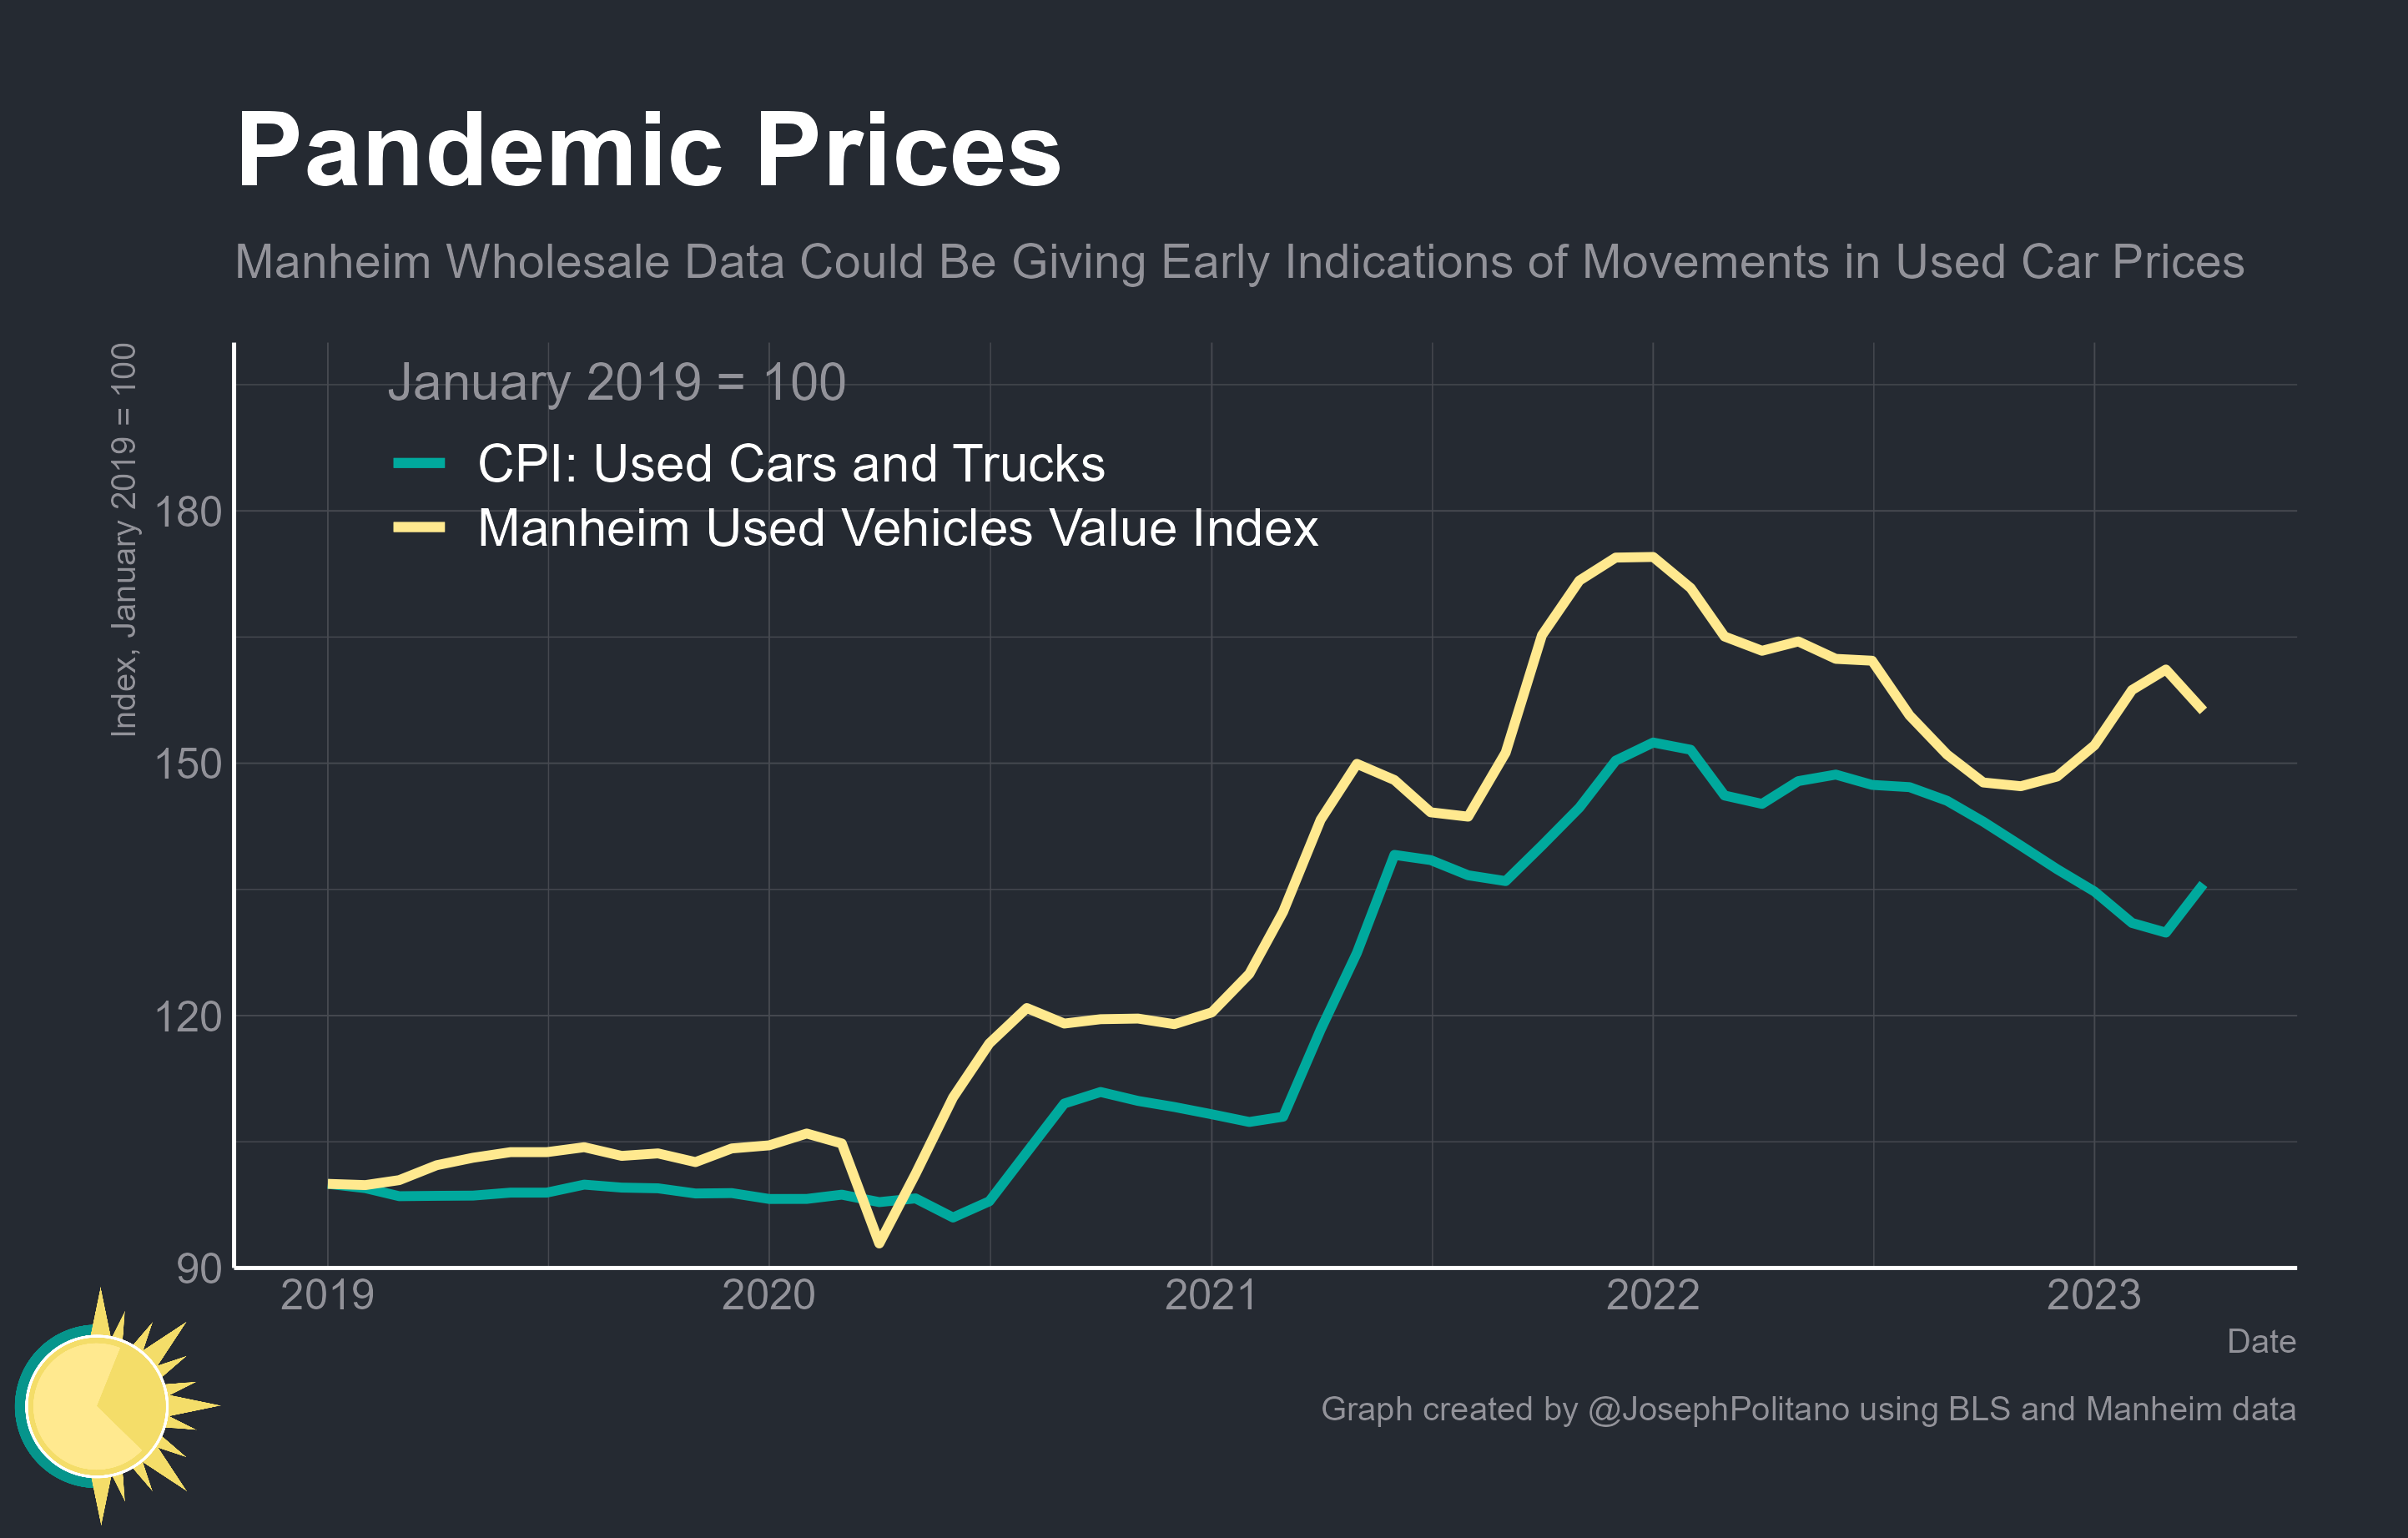 Pandemic Prices
Manheim Wholesale Data Could Be Giving Early Indications of Movements in Used Car Prices
Index, January 2019 = 100
January 2019 = 100
CPI: Used Cars and Trucks
Manheim Used Vehicles Value Index
180
150
120
90
2019 2020 2021 2022 2023
Date
Graph created by @JosephPolitano using BLS and Manheim data